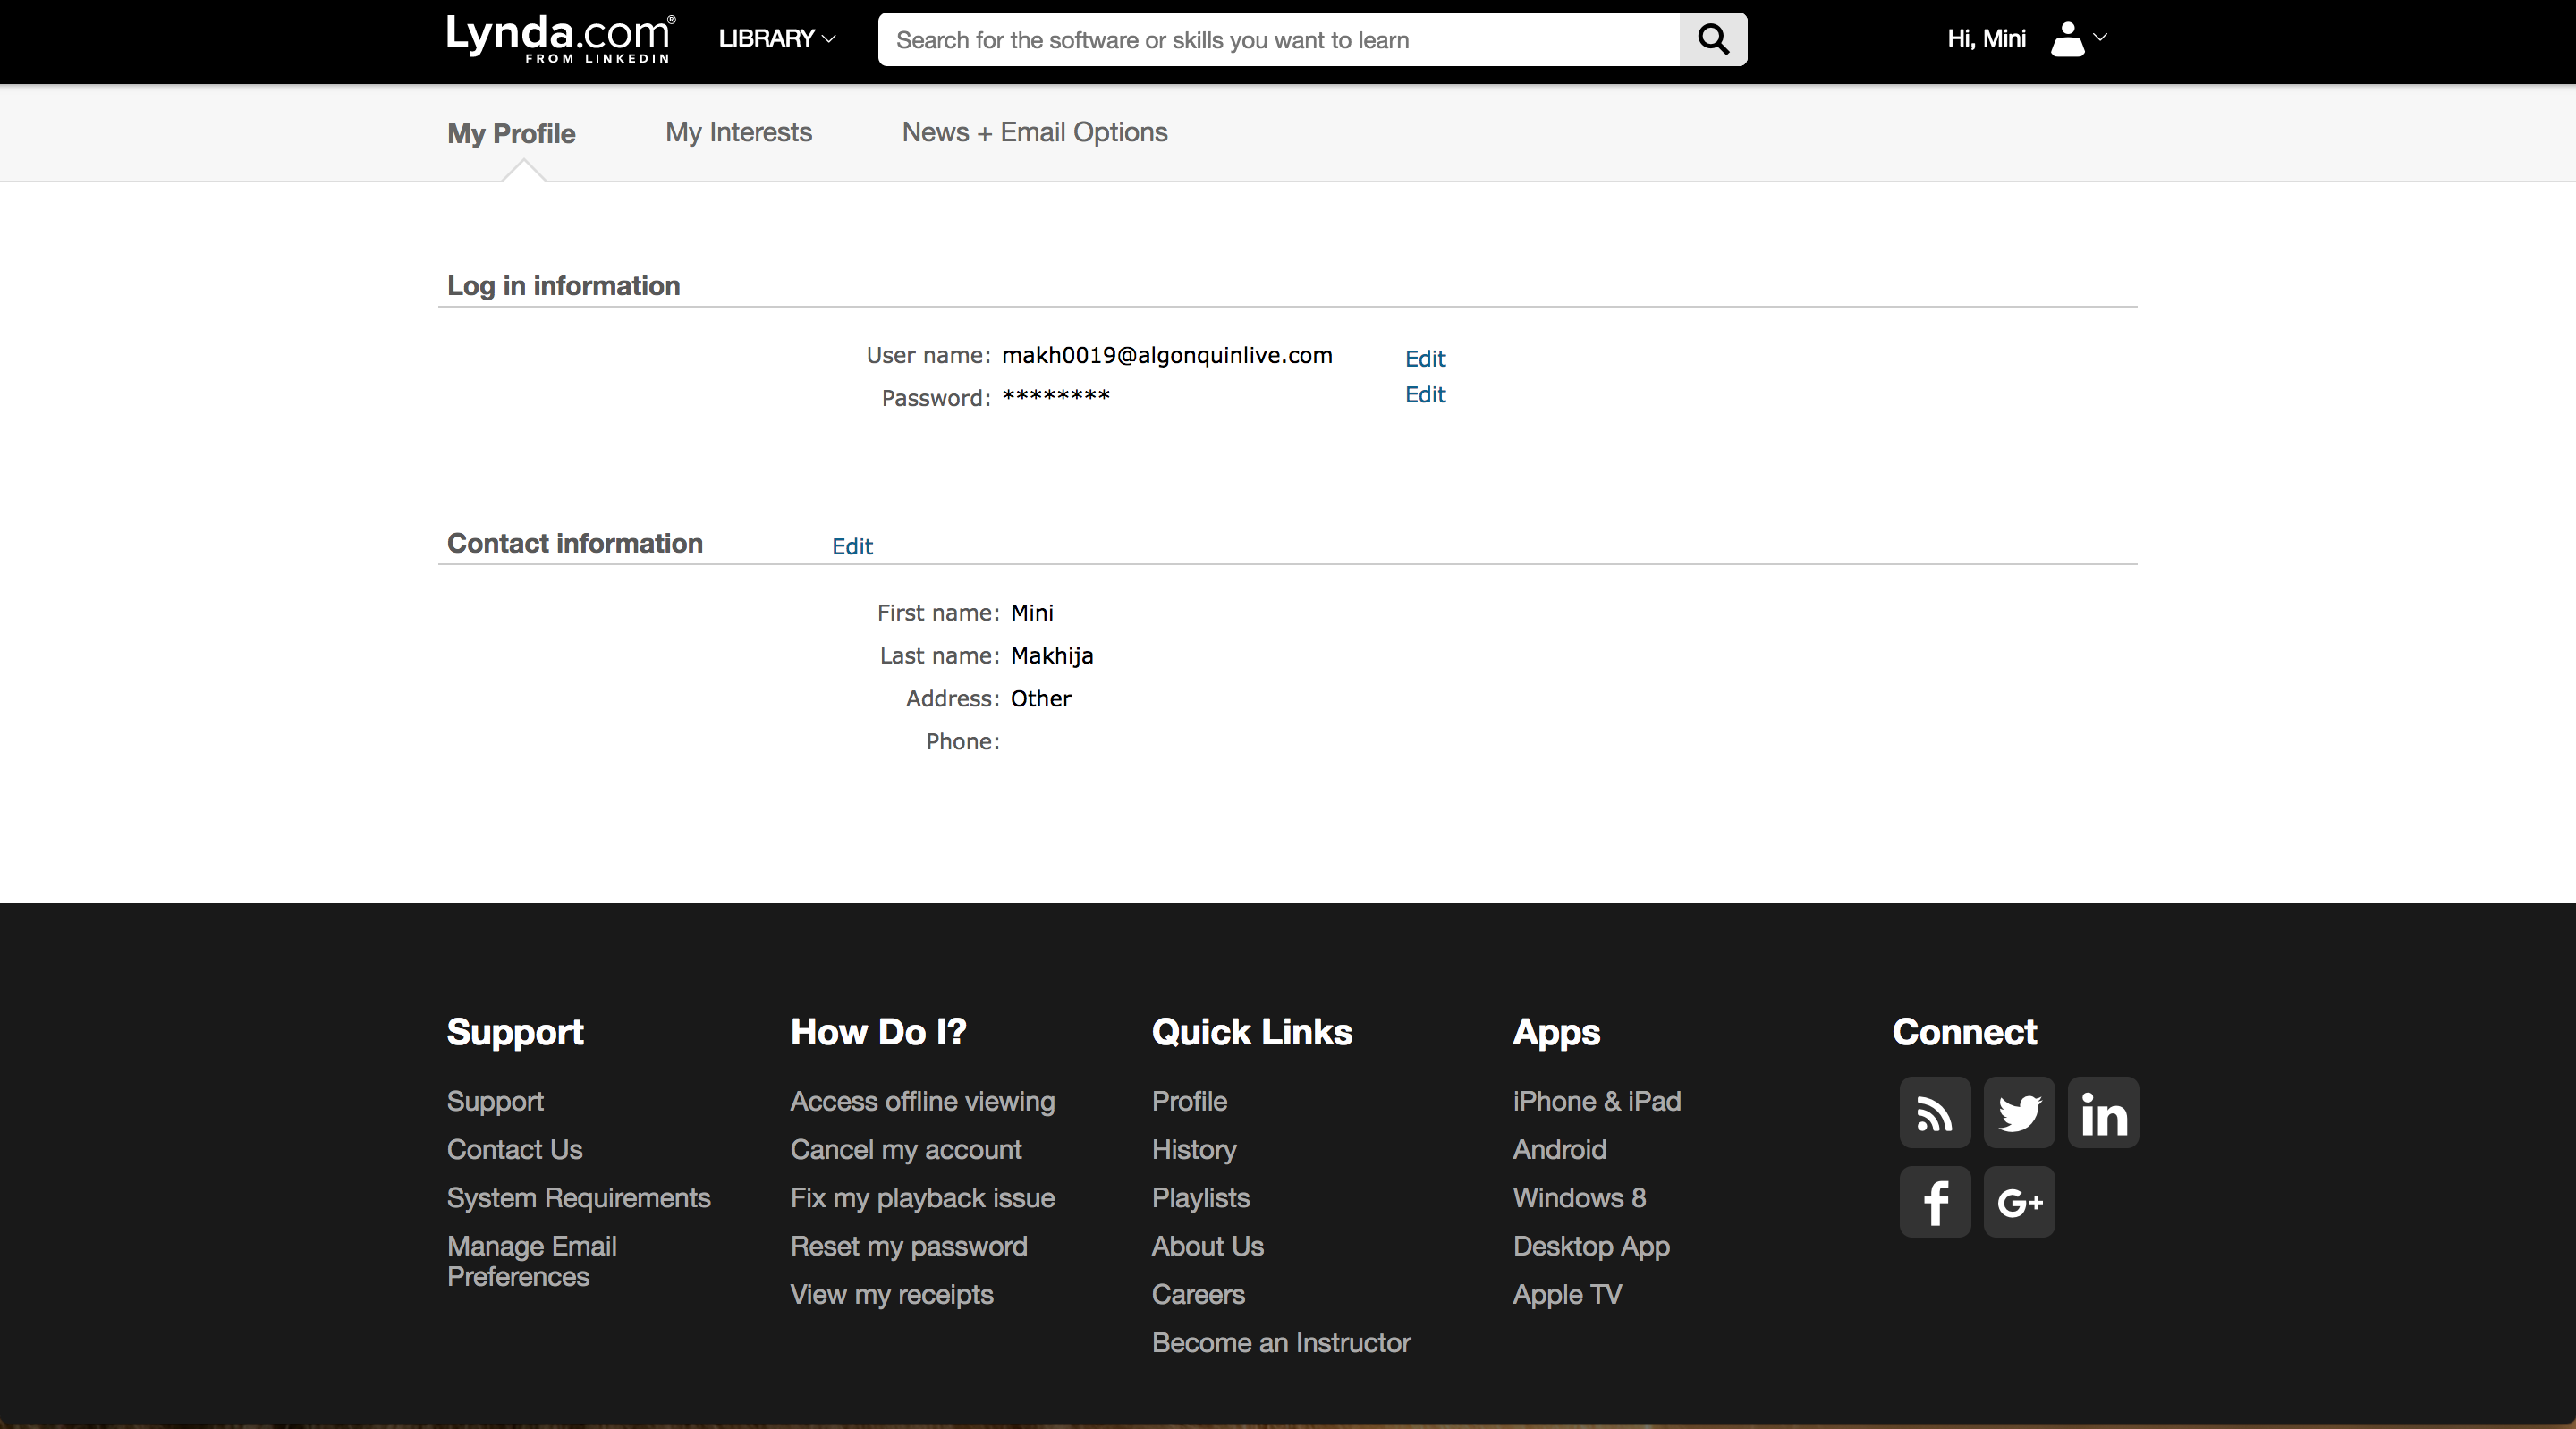 Lynda.com®
FROM LINKEDIN
LIBRARY
Search for the software or skills you want to learn
Hi, Mini
My Profile
My Interests
News + Email Options
Log in information
User name: makh0019@algonquinlive.com Edit
Password: ******** Edit
Contact information Edit
First name: Mini
Last name: Makhija
Address: Other
Phone:
Support
Support
Contact Us
System Requirements
Manage Email
Preferences
How Do I?
Access offline viewing
Cancel my account
Fix my playback issue
Reset my password
View my receipts
Quick Links
Profile
History
Playlists
About Us
Careers
Become an Instructor
Apps
iPhone & iPad
Android
Windows 8
Desktop App
Apple TV
Connect
in
f
G+